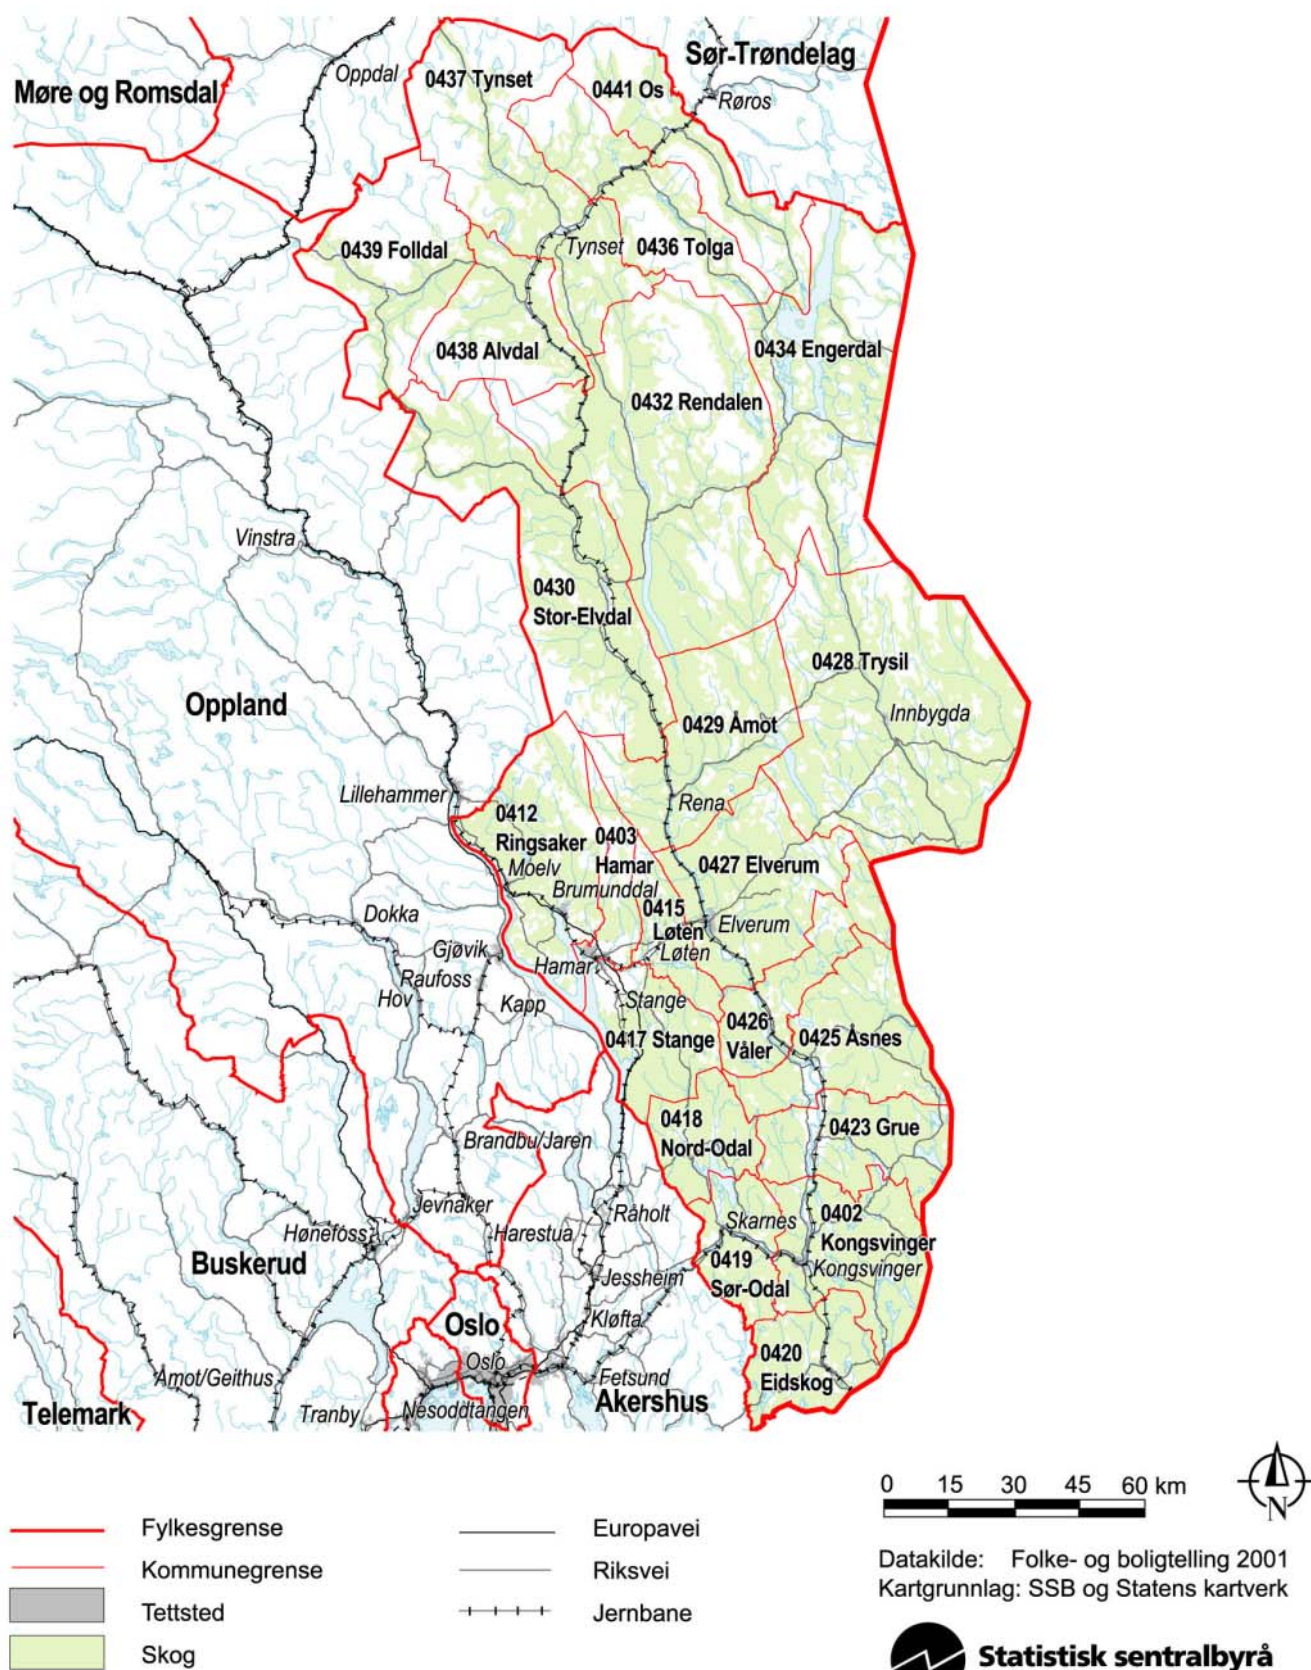 Sør-Trøndelag
Oppdal
0437 Tynset
0441 Os
Møre og Romsdal
Røros
0439 Folldal
Tynset
0436 Tolga
0438 Alvdal
0434 Engerdal
0432 Rendalen
Vinstra
0430
Stor-Elvdal
0428 Trysil
Oppland
0429 Åmot
Innbygda
Lillehammer
Rena
0412
Ringsaker
0403
Hamar
Moelv
0427 Elverum
Brumunddal
0415
Løten
Dokka
Elverum
Gjøvik
Løten
Hamar
Raufoss
Hov
Kapp
Stange
0426
Våler
0417 Stange
0425 Åsnes
0418
Nord-Odal
0423 Grue
Brandbu/Jaren
Jevnaker
Råholt
Skarnes
0402
Kongsvinger
Hønefoss
Harestua
Buskerud
0419
Sør-Odal
Kongsvinger
Jessheim
Kløfta
Oslo
Oslo
0420
Eidskog
Åmot/Geithus
Fetsund
Telemark
Tranby
Nesoddtangen
Akershus
0 15 30 45 60 km
N
Fylkesgrense
Kommunegrense
Tettsted
Skog
Europavei
Riksvei
Jernbane
Datakilde: Folke- og boligtelling 2001
Kartgrunnlag: SSB og Statens kartverk
Statistisk sentralbyrå